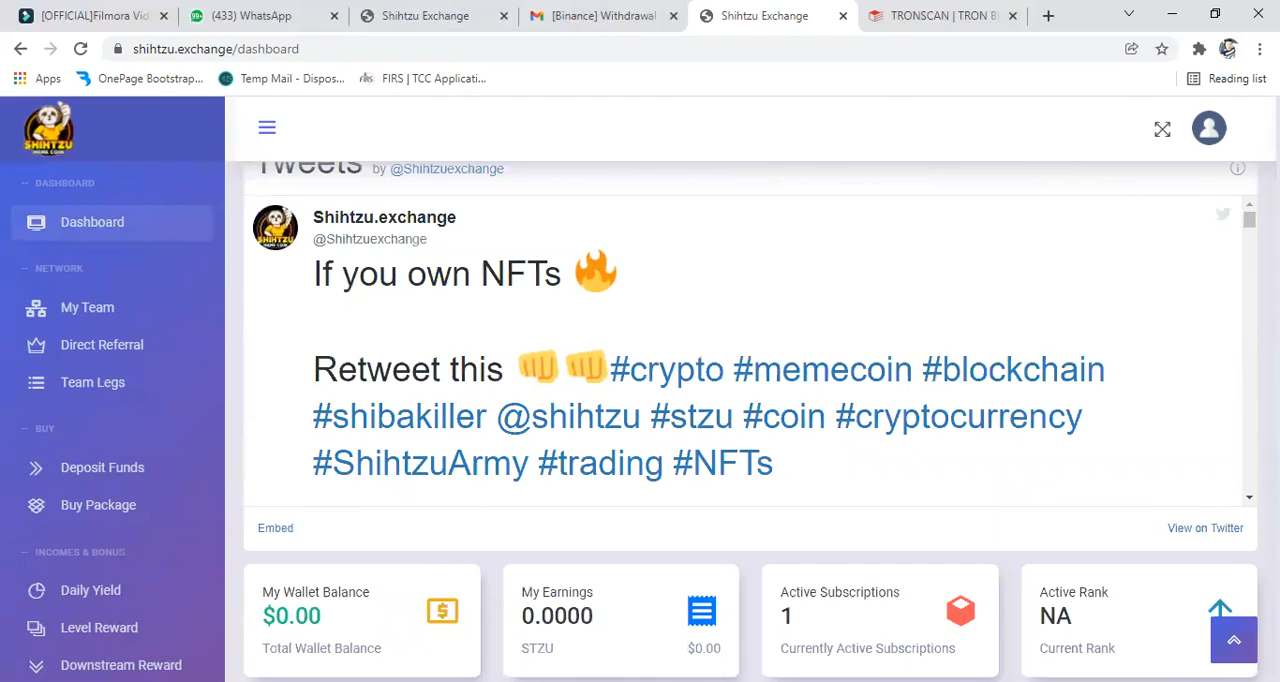 [OFFICIAL]Filmora Vid
(433) WhatsApp
Shihtzu Exchange
[Binance] Withdrawal
Shihtzu Exchange
TRONSCAN | TRON B
shihtzu.exchange/dashboard
Apps
OnePage Bootstrap...
Temp Mail - Dispos...
FIRS | TCC Applicati...
Reading list
SHIHTZU
MEME COIN
Tweets by @Shihtzuexchange
DASHBOARD
Dashboard
NETWORK
My Team
Direct Referral
Team Legs
BUY
Deposit Funds
Buy Package
INCOMES & BONUS
Daily Yield
Level Reward
Downstream Reward
Shihtzu.exchange
@Shihtzuexchange
If you own NFTs 🔥
Retweet this 👊👊#crypto #memecoin #blockchain
#shibakiller @shihtzu #stzu #coin #cryptocurrency
#ShihtzuArmy #trading #NFTs
Embed
View on Twitter
My Wallet Balance
$0.00
Total Wallet Balance
My Earnings
0.0000
STZU $0.00
Active Subscriptions
1
Currently Active Subscriptions
Active Rank
NA
Current Rank